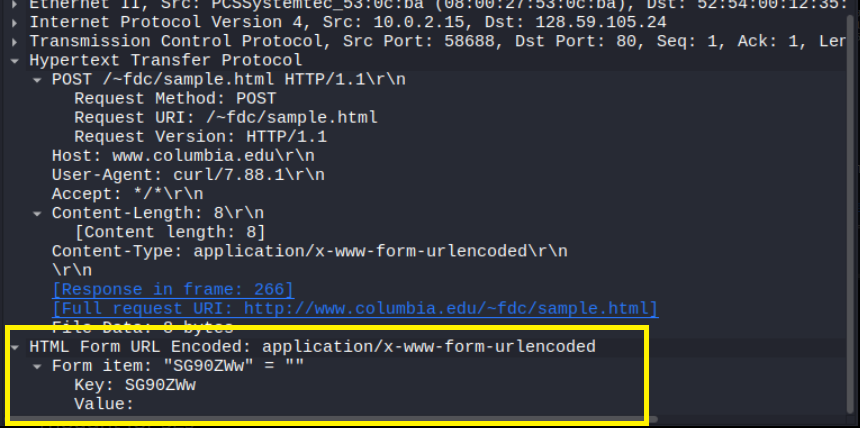 Ethernet II, Src: PCSSystemtec_53:0c:ba (08:00:27:53:0c:ba), Dst: 52:54:00:12:35:
Internet Protocol Version 4, Src: 10.0.2.15, Dst: 128.59.105.24
Transmission Control Protocol, Src Port: 58688, Dst Port: 80, Seq: 1, Ack: 1, Len
Hypertext Transfer Protocol
POST /~fdc/sample.html HTTP/1.1\r\n
Request Method: POST
Request URI: /~fdc/sample.html
Request Version: HTTP/1.1
Host: www.columbia.edu\r\n
User-Agent: curl/7.88.1\r\n
Accept: */*\r\n
Content-Length: 8\r\n
[Content length: 8]
Content-Type: application/x-www-form-urlencoded\r\n
\r\n
[Response in frame: 266]
[Full request URI: http://www.columbia.edu/~fdc/sample.html]
File Data: 8 bytes
HTML Form URL Encoded: application/x-www-form-urlencoded
Form item: "SG90ZWw" = ""
Key: SG90ZWw
Value: